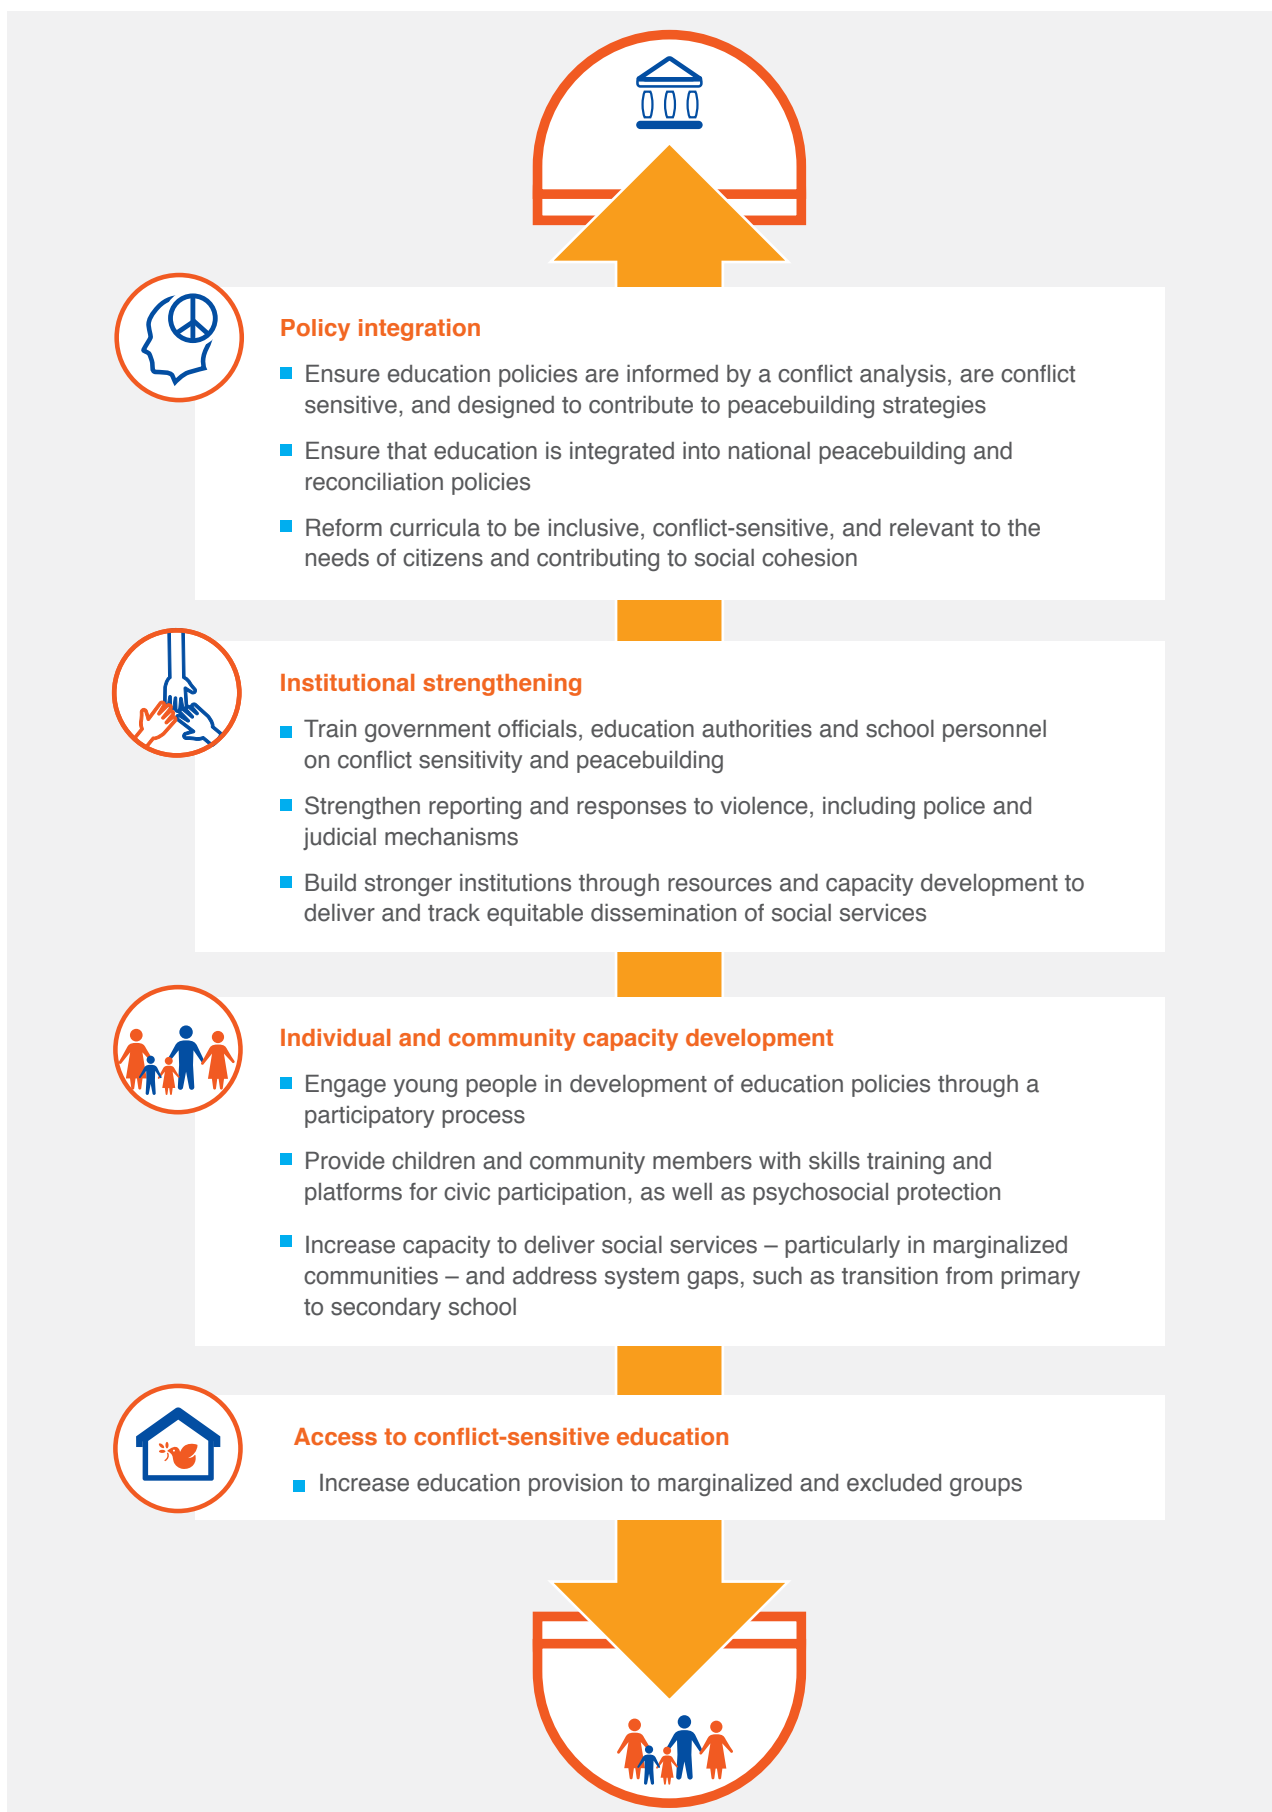 Policy integration
Ensure education policies are informed by a conflict analysis, are conflict
sensitive, and designed to contribute to peacebuilding strategies
Ensure that education is integrated into national peacebuilding and
reconciliation policies
Reform curricula to be inclusive, conflict-sensitive, and relevant to the
needs of citizens and contributing to social cohesion
Institutional strengthening
Train government officials, education authorities and school personnel
on conflict sensitivity and peacebuilding
Strengthen reporting and responses to violence, including police and
judicial mechanisms
Build stronger institutions through resources and capacity development to
deliver and track equitable dissemination of social services
Individual and community capacity development
Engage young people in development of education policies through a
participatory process
Provide children and community members with skills training and
platforms for civic participation, as well as psychosocial protection
Increase capacity to deliver social services – particularly in marginalized
communities – and address system gaps, such as transition from primary
to secondary school
Access to conflict-sensitive education
Increase education provision to marginalized and excluded groups